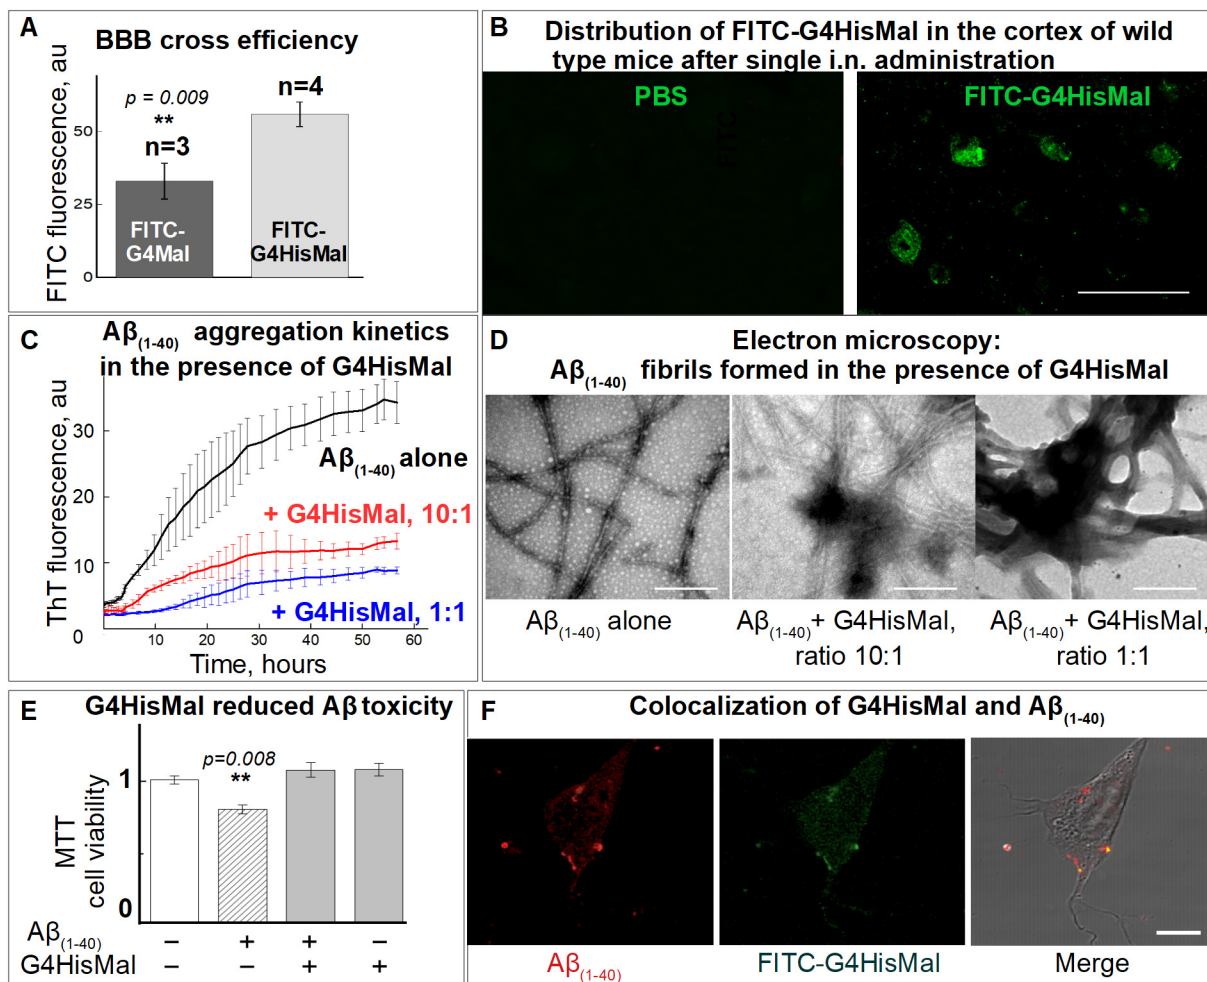 A
BBB cross efficiency
FITC fluorescence, au
50
25
0
p = 0.009
**
n=3
n=4
FITC-
G4Mal
FITC-
G4HisMal
B
Distribution of FITC-G4HisMal in the cortex of wild
type mice after single i.n. administration
PBS
FITC
FITC-G4HisMal
C
Aβ(1-40) aggregation kinetics
in the presence of G4HisMal
ThT fluorescence, au
30
20
10
0
Aβ(1-40) alone
+ G4HisMal, 10:1
+ G4HisMal, 1:1
10 20 30 40 50 60
Time, hours
D
Electron microscopy:
Aβ(1-40) fibrils formed in the presence of G4HisMal
Aβ(1-40) alone
Aβ(1-40)+ G4HisMal,
ratio 10:1
Aβ(1-40)+ G4HisMal,
ratio 1:1
E
G4HisMal reduced Aβ toxicity
MTT
cell viability
1
0
p=0.008
**
Aβ(1-40) – + + –
G4HisMal – – + +
F
Colocalization of G4HisMal and Aβ(1-40)
Aβ(1-40)
FITC-G4HisMal
Merge